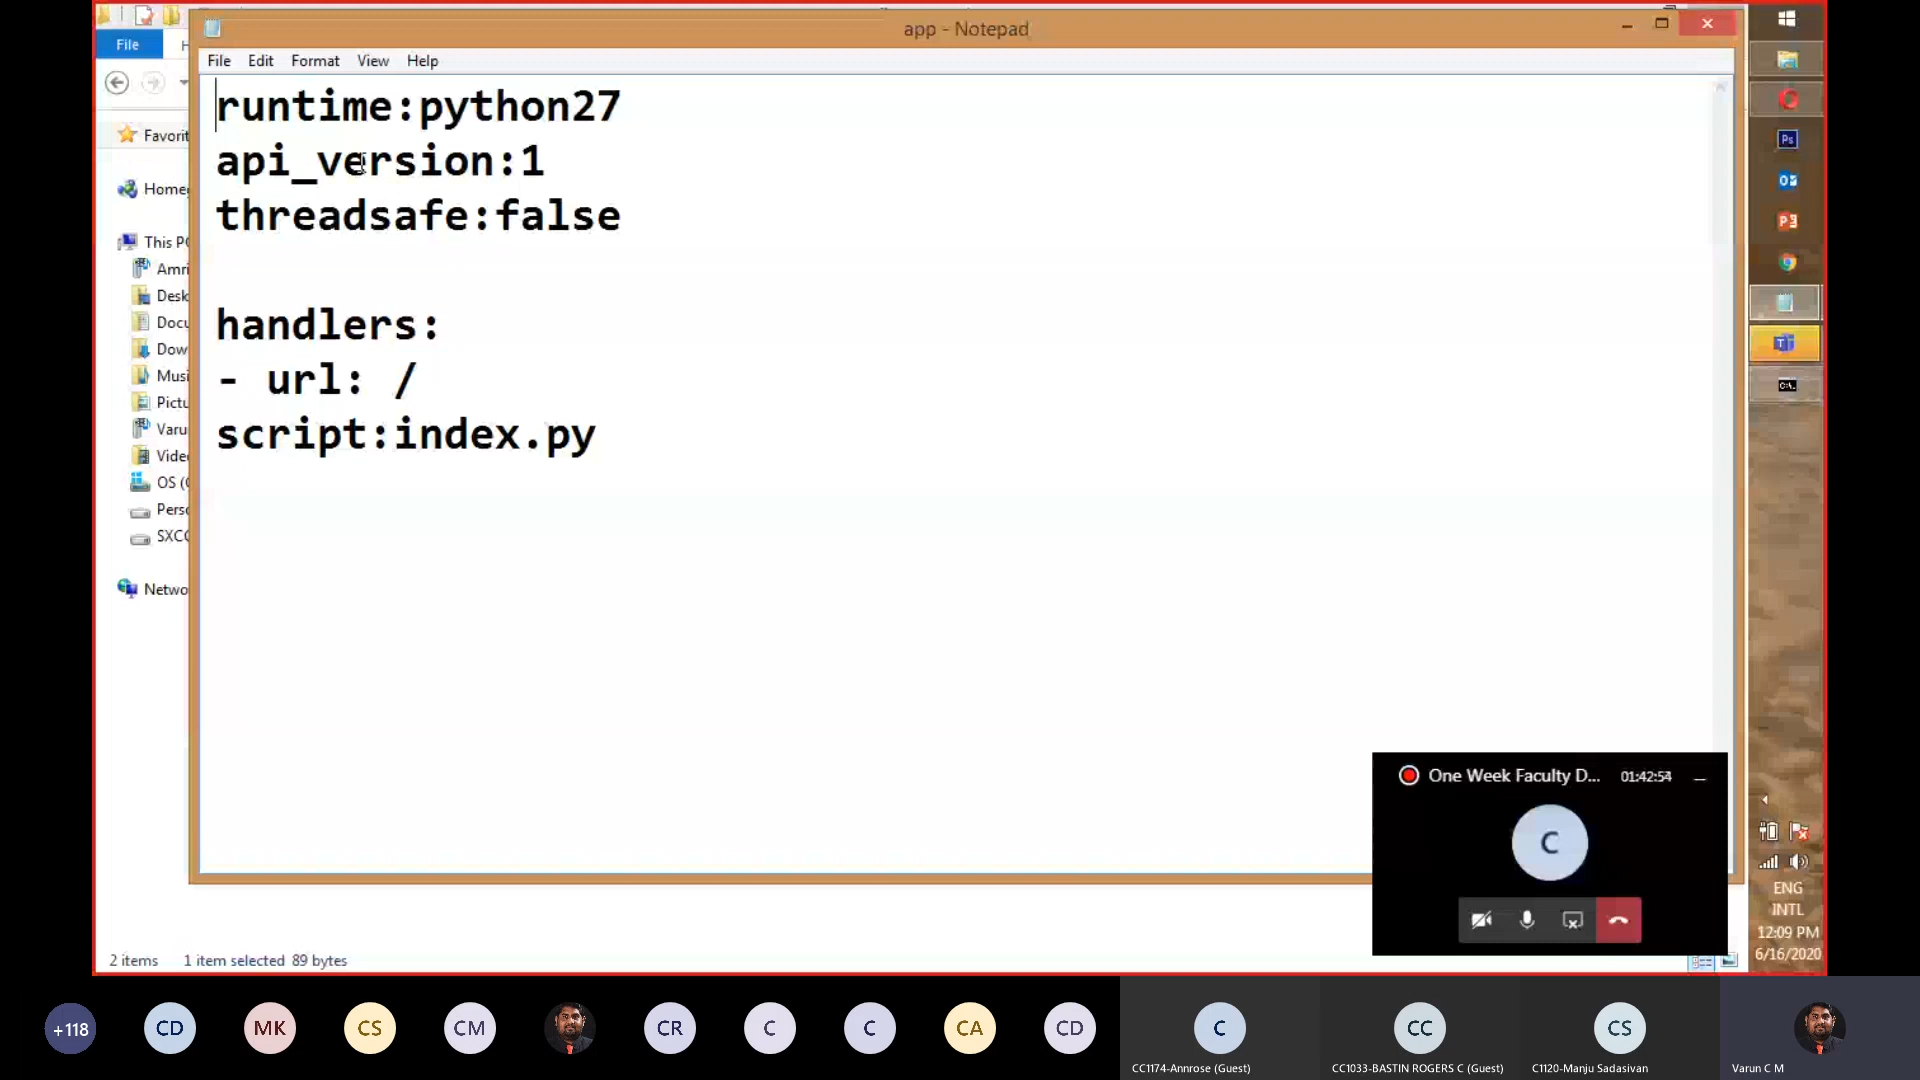 File
app - Notepad
File Edit Format View Help
Favorit
Home
This P
Amri
Desk
Docu
Dow
Musi
Pictu
Varu
Vide
OS (
Perso
SXCC
Netwo
runtime:python27
api_version:1
threadsafe:false
handlers:
- url: /
script:index.py
2 items 1 item selected 89 bytes
One Week Faculty D... 01:42:54
C
Ps
ENG
INTL
12:09 PM
6/16/2020
+118 CD MK CS CM CR C C CA CD C CC CS
CC1174-Annrose (Guest) CC1033-BASTIN ROGERS C (Guest) C1120-Manju Sadasivan Varun C M